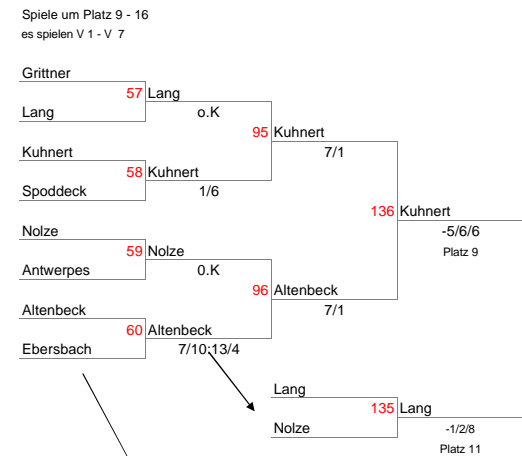 Spiele um Platz 9 - 16
es spielen V 1 - V 7
Grittner
57 Lang
Lang
o.K
95 Kuhnert
Kuhnert
7/1
58 Kuhnert
Spoddeck
1/6
136 Kuhnert
Nolze
-5/6/6
59 Nolze
Platz 9
Antwerpes
0.K
96 Altenbeck
Altenbeck
7/1
60 Altenbeck
Ebersbach
7/10:13/4
Lang
135 Lang
Nolze
-1/2/8
Platz 11